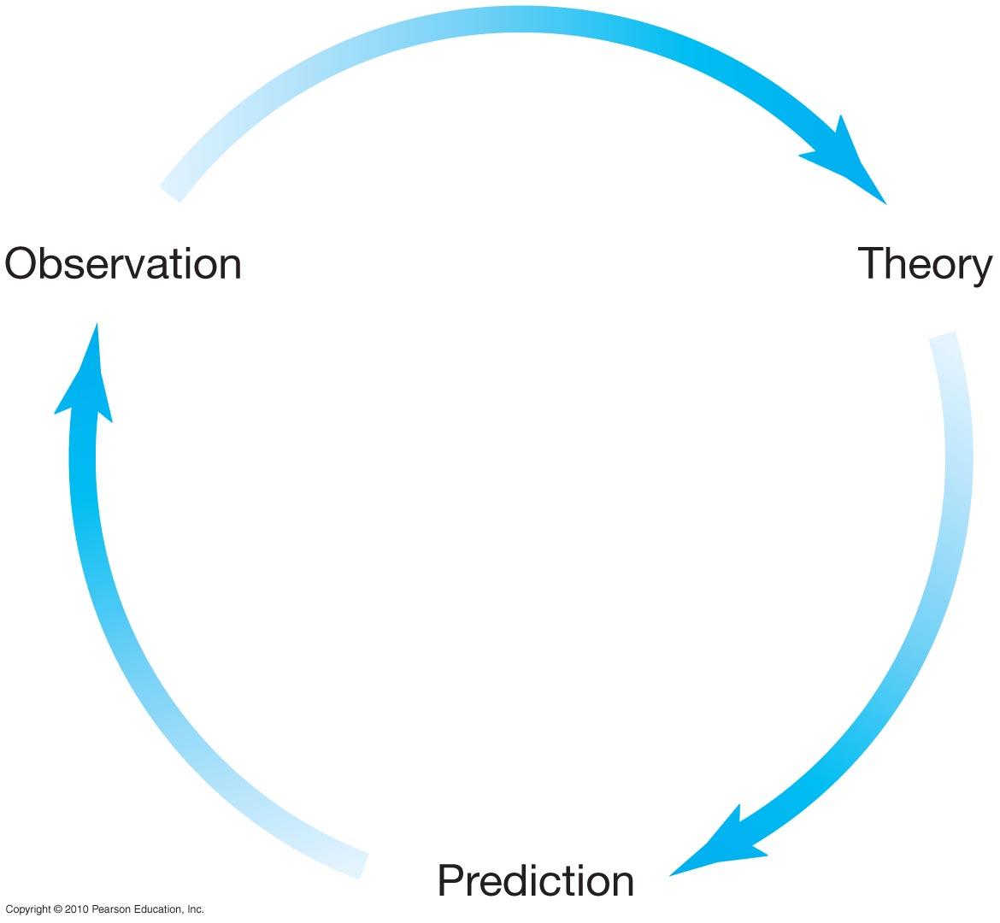 Observation
Theory
Prediction
Copyright © 2010 Pearson Education, Inc.